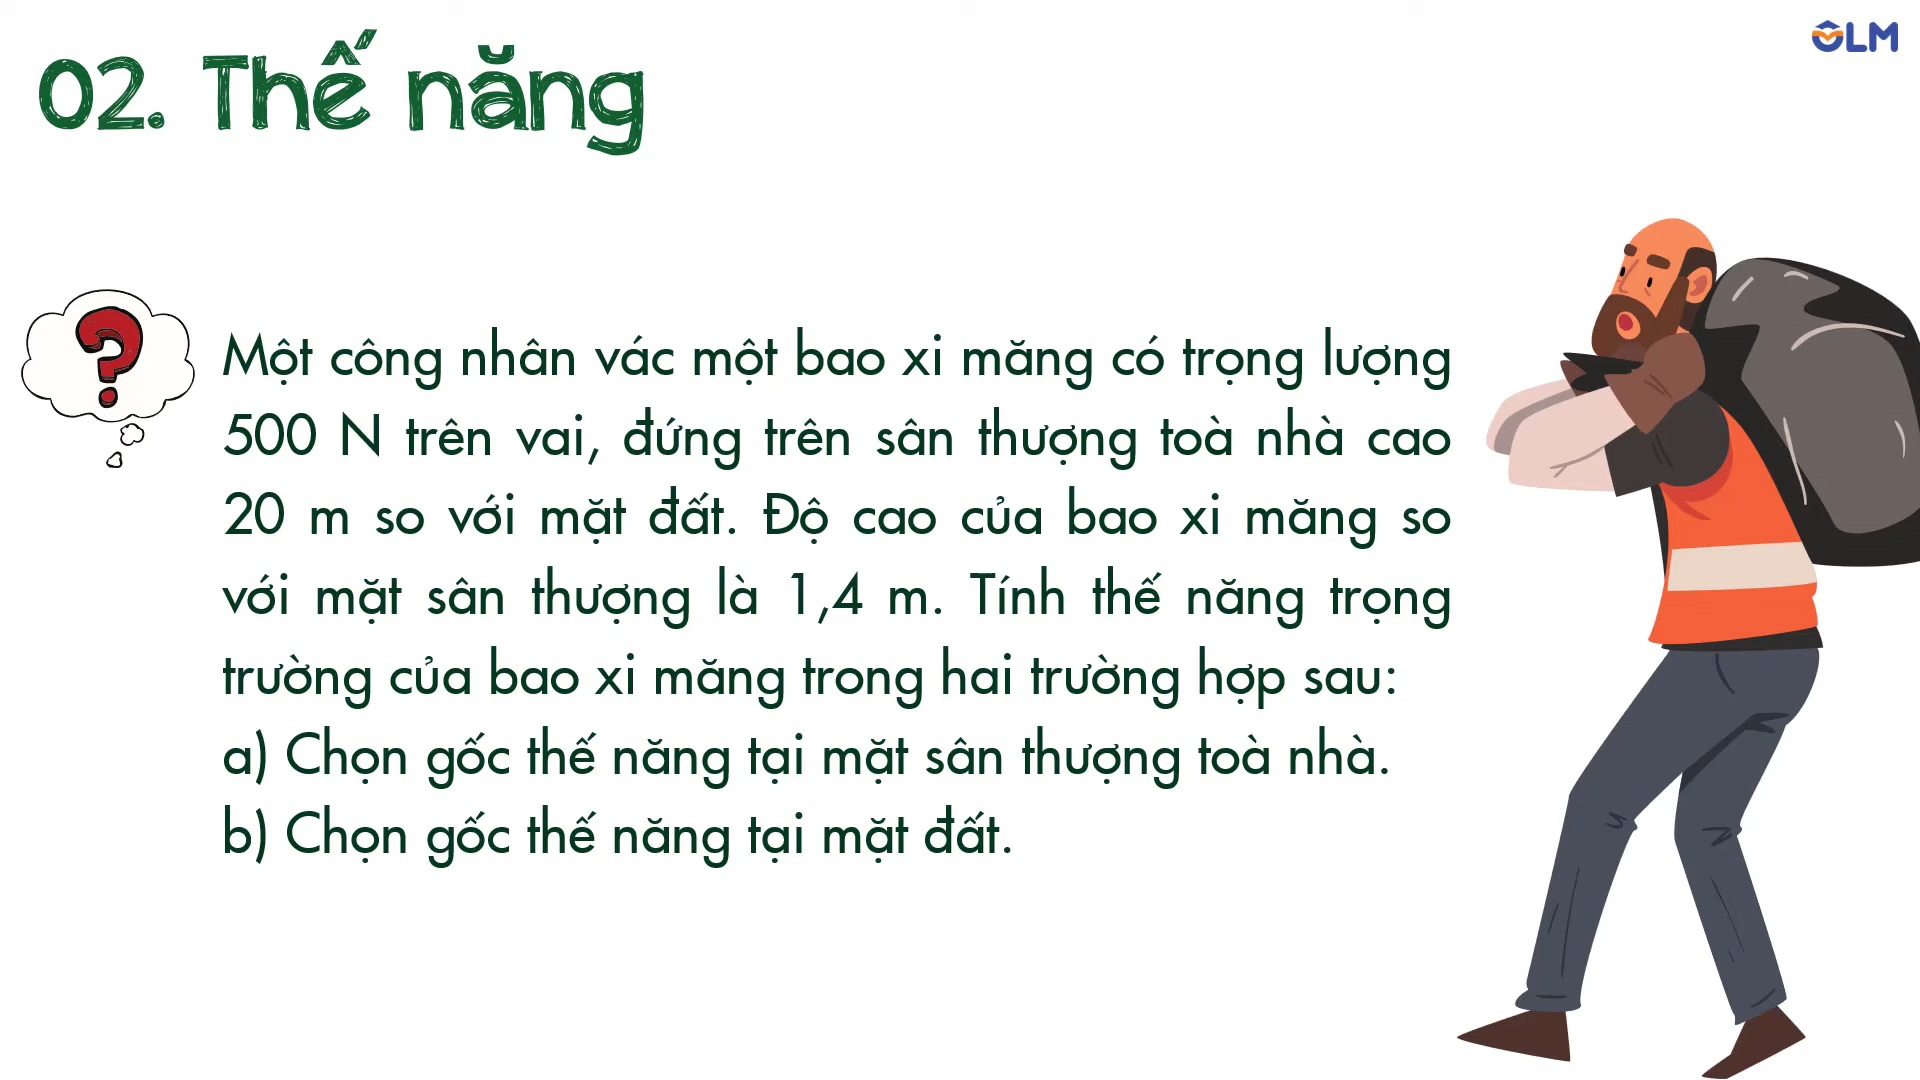 02. Thế năng
OLM
Một công nhân vác một bao xi măng có trọng lượng
500 N trên vai, đứng trên sân thượng toà nhà cao
20 m so với mặt đất. Độ cao của bao xi măng so
với mặt sân thượng là 1,4 m. Tính thế năng trọng
trường của bao xi măng trong hai trường hợp sau:
a) Chọn gốc thế năng tại mặt sân thượng toà nhà.
b) Chọn gốc thế năng tại mặt đất.